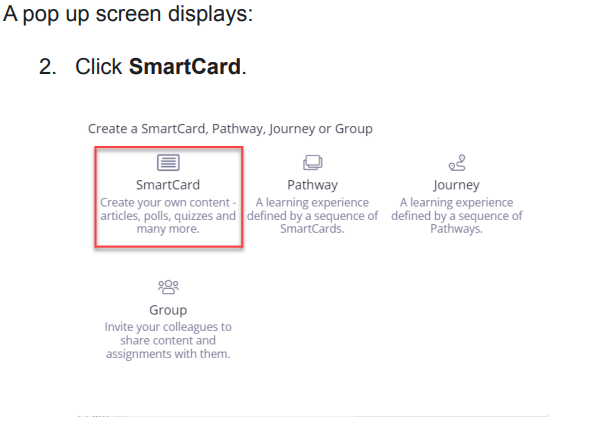 A pop up screen displays:
2. Click SmartCard.
Create a SmartCard, Pathway, Journey or Group
SmartCard
Create your own content -
articles, polls, quizzes and
many more.
Pathway
A learning experience
defined by a sequence of
SmartCards.
Journey
A learning experience
defined by a sequence of
Pathways.
Group
Invite your colleagues to
share content and
assignments with them.